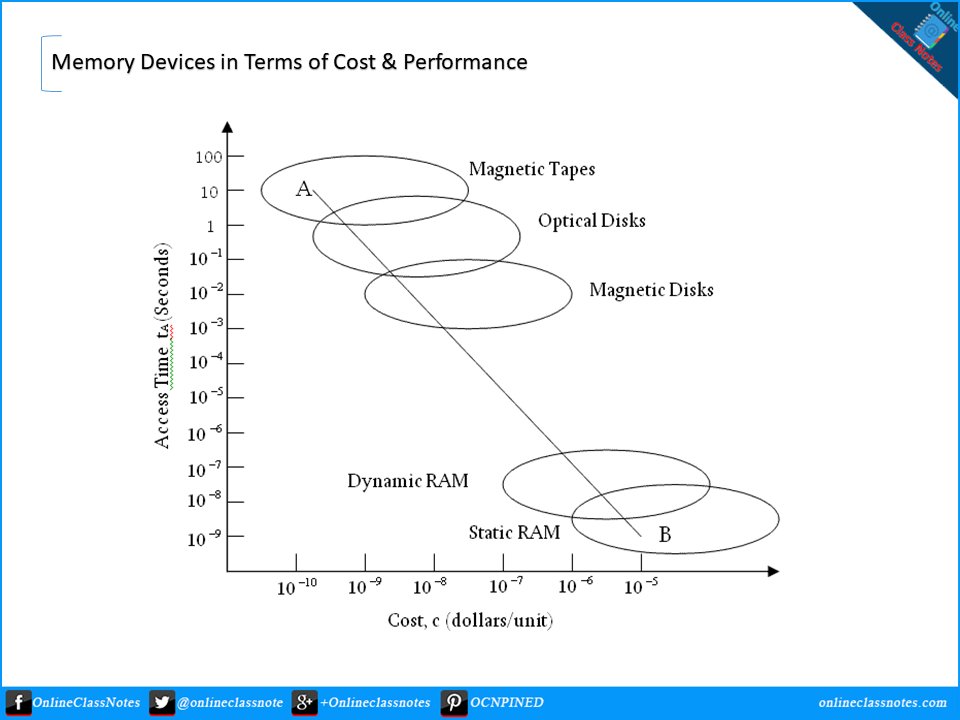 Online
Class Notes
Memory Devices in Terms of Cost & Performance
100
10
1
10⁻¹
10⁻²
10⁻³
10⁻⁴
10⁻⁵
10⁻⁶
10⁻⁷
10⁻⁸
10⁻⁹
Access Time tA (Seconds)
A
Magnetic Tapes
Optical Disks
Magnetic Disks
Dynamic RAM
Static RAM
B
10⁻¹⁰ 10⁻⁹ 10⁻⁸ 10⁻⁷ 10⁻⁶ 10⁻⁵
Cost, c (dollars/unit)
OnlineClassNotes @onlineclassnote +Onlineclassnotes OCNPINED onlineclassnotes.com